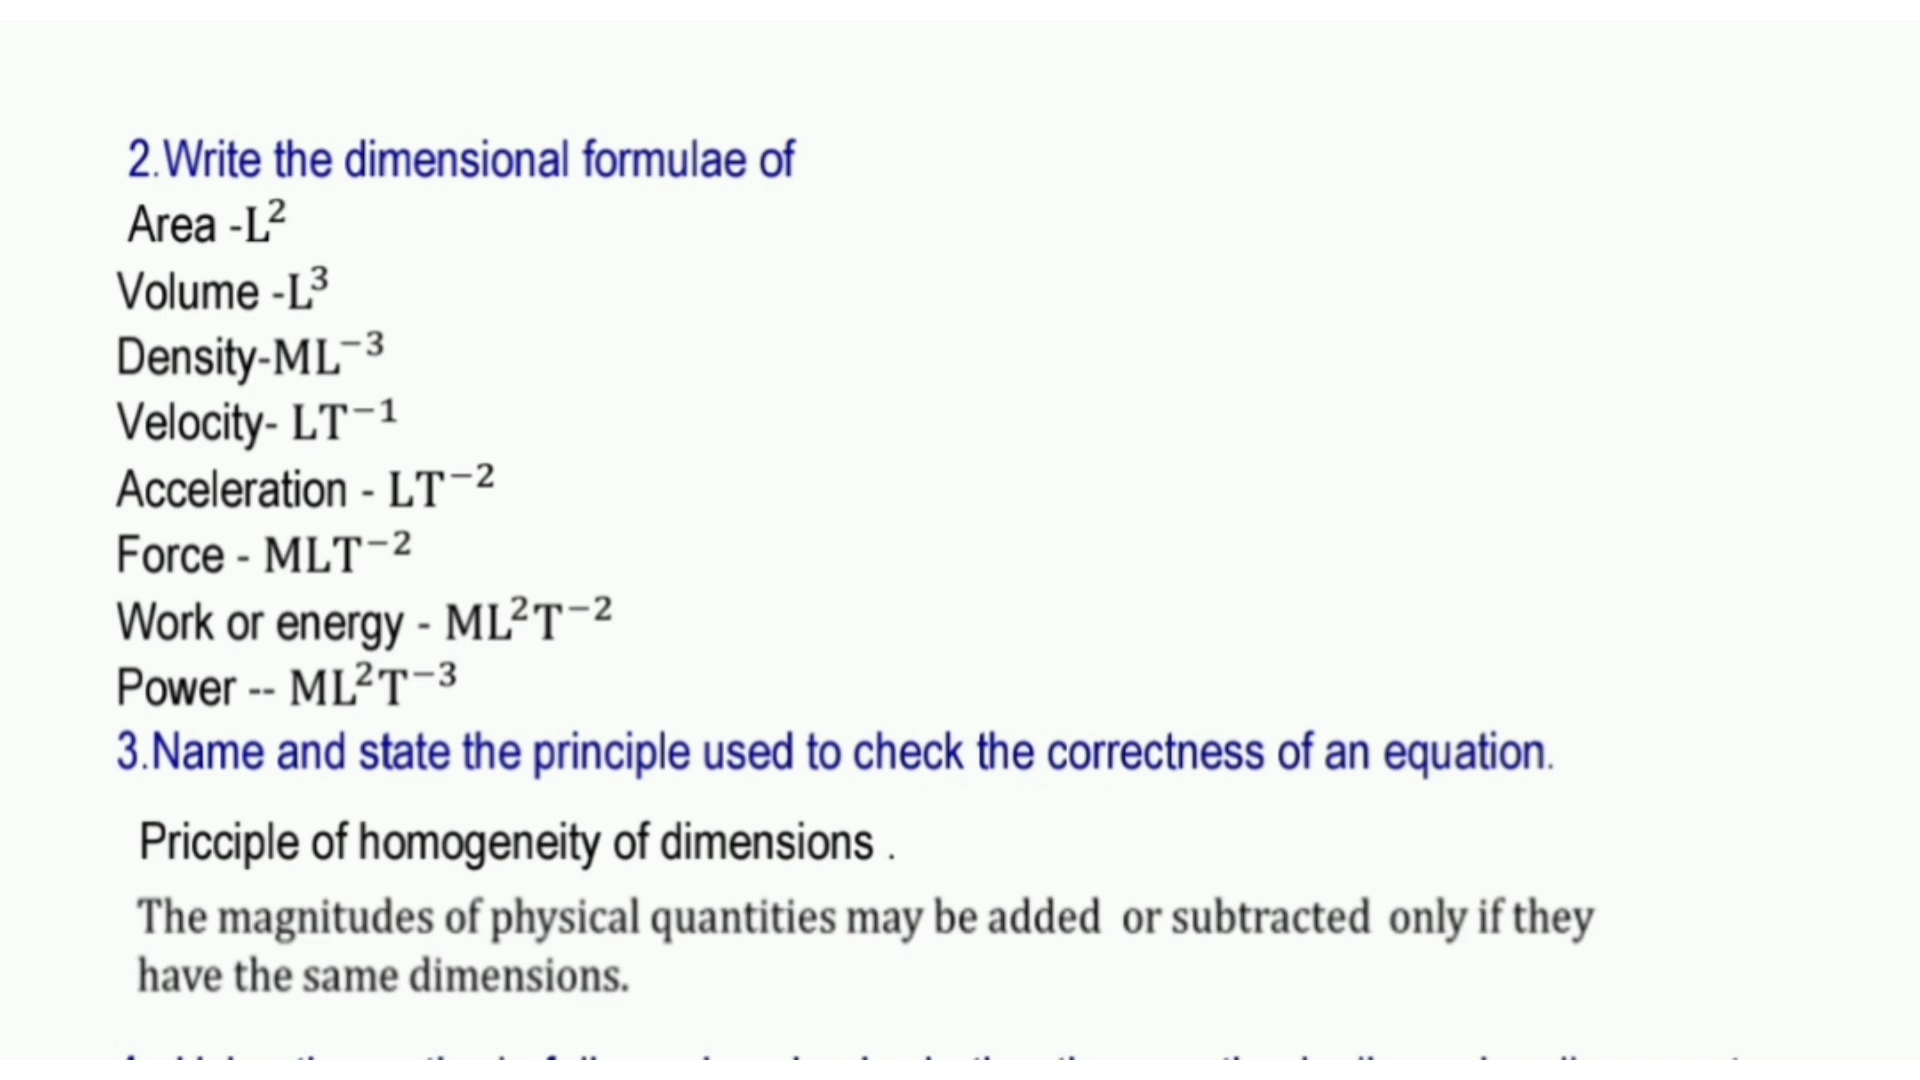 2.Write the dimensional formulae of
Area -L²
Volume -L³
Density-ML⁻³
Velocity- LT⁻¹
Acceleration - LT⁻²
Force - MLT⁻²
Work or energy - ML²T⁻²
Power -- ML²T⁻³
3.Name and state the principle used to check the correctness of an equation.
Pricciple of homogeneity of dimensions .
The magnitudes of physical quantities may be added or subtracted only if they
have the same dimensions.